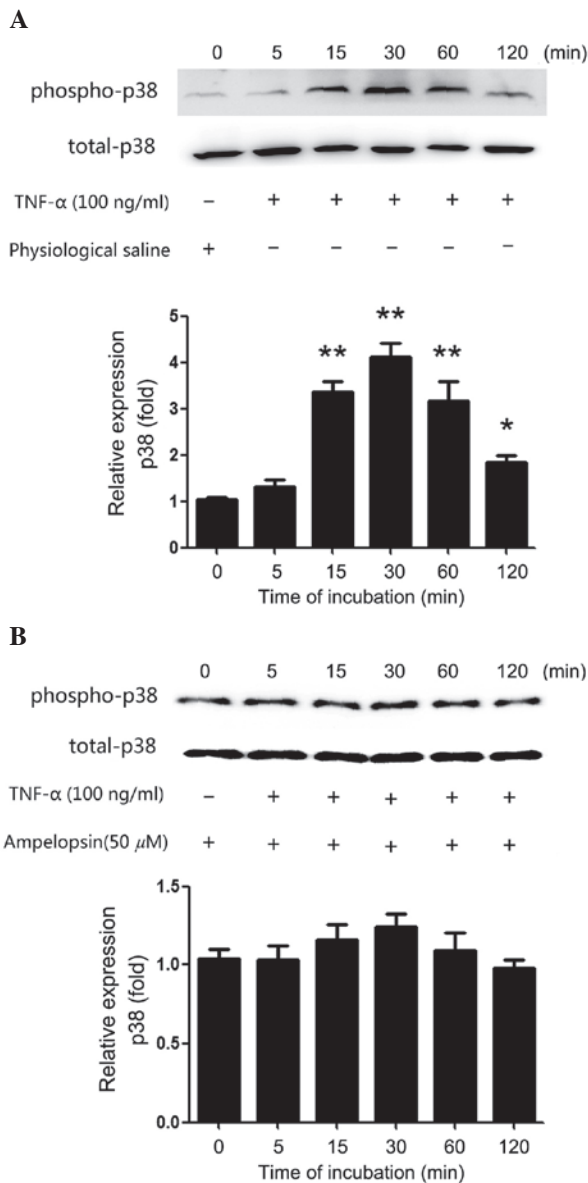 A
0 5 15 30 60 120 (min)
phospho-p38
total-p38
TNF-α (100 ng/ml) − + + + + +
Physiological saline + − − − − −
Relative expression
p38 (fold)
5
4
3
2
1
0
** ** ** *
0 5 15 30 60 120
Time of incubation (min)
B
0 5 15 30 60 120 (min)
phospho-p38
total-p38
TNF-α (100 ng/ml) − + + + + +
Ampelopsin(50 μM) + + + + + +
Relative expression
p38 (fold)
1.5
1.0
0.5
0.0
0 5 15 30 60 120
Time of incubation (min)